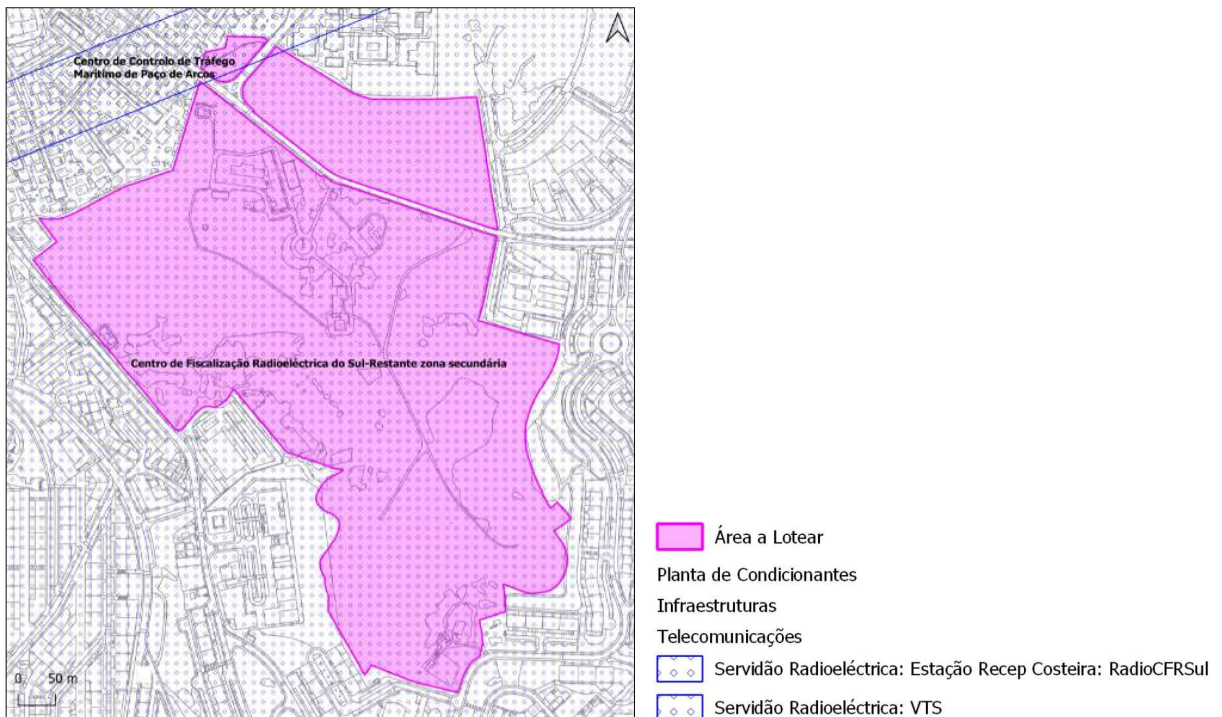 Centro de Controlo de Tráfego
Marítimo de Paço de Arcos
Centro de Fiscalização Radioeléctrica do Sul-Restante zona secundária
0 50 m
Área a Lotear
Planta de Condicionantes
Infraestruturas
Telecomunicações
Servidão Radioeléctrica: Estação Recep Costeira: RadioCFRSul
Servidão Radioeléctrica: VTS